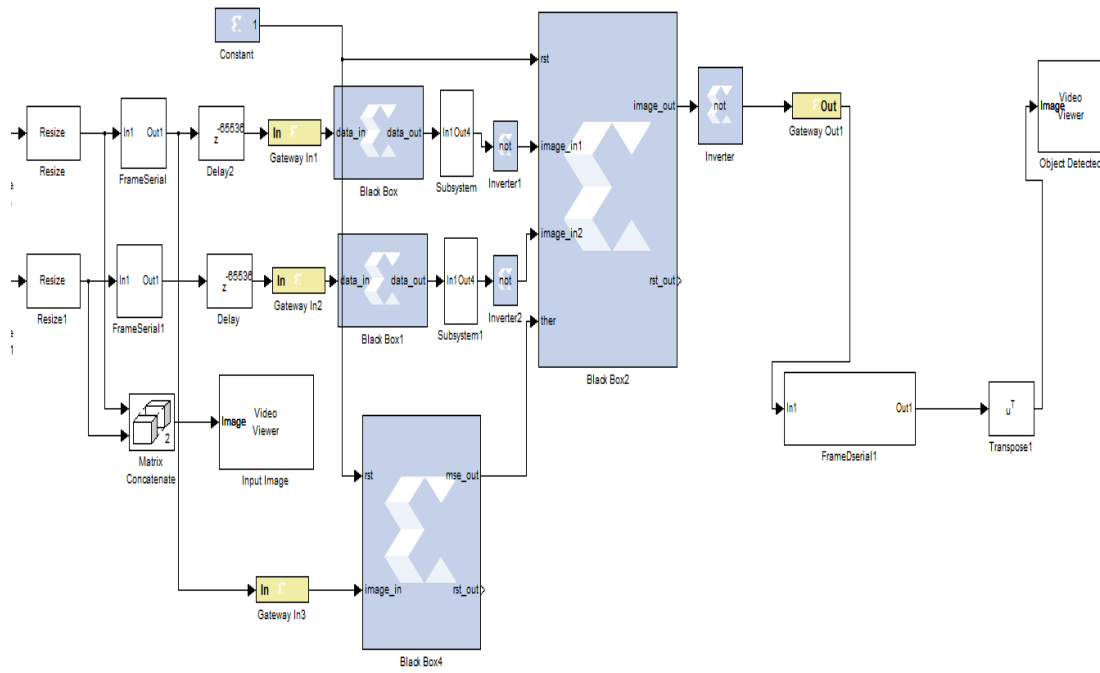 1
Constant
rst
Resize
Resize
In1 Out1
FrameSerial
-65536
z
Delay2
In
Gateway In1
data_in data_out
Black Box
In1 Out4
Subsystem
not
Inverter1
image_in1
image_out
not
Inverter
Out
Gateway Out1
Image
Video
Viewer
Object Detected
e
Resize
Resize1
In1 Out1
FrameSerial1
-65536
z
Delay
In
Gateway In2
data_in data_out
Black Box1
In1 Out4
Subsystem1
not
Inverter2
image_in2
rst_out
ther
Black Box2
e
1
2
Matrix
Concatenate
Image
Video
Viewer
Input Image
In1 Out1
FrameDserial1
uT
Transpose1
rst
mse_out
image_in
rst_out
Black Box4
In
Gateway In3